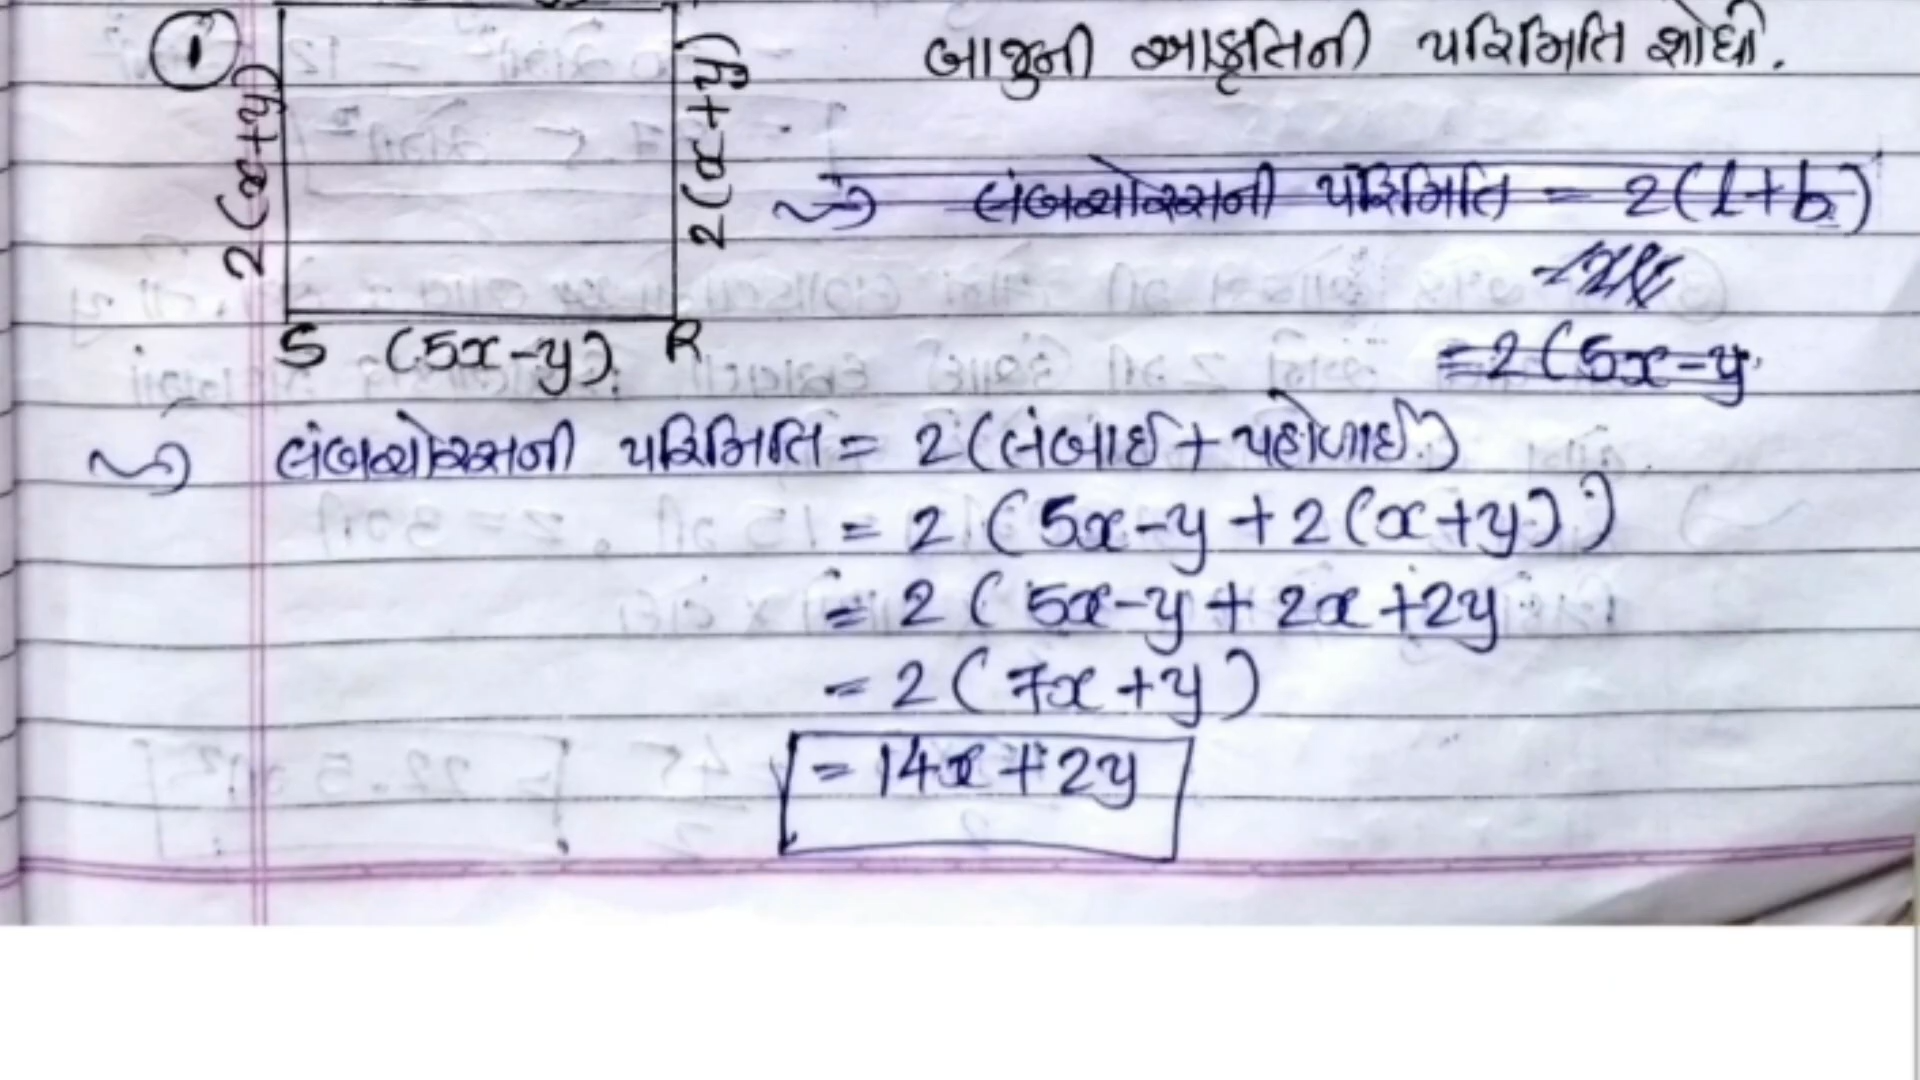 ①
2(x+y)
2(x+y)
બાજુની આકૃતિની પરિમિતિ શોધો.
લંબચોરસની પરિમિતિ = 2(l+b)
=2(5x-y
S (5x-y) R
લંબચોરસની પરિમિતિ = 2(લંબાઈ + પહોળાઈ)
= 2 (5x-y+2(x+y))
= 2 (5x-y + 2x +2y
= 2 (7x+y)
= 14x+2y